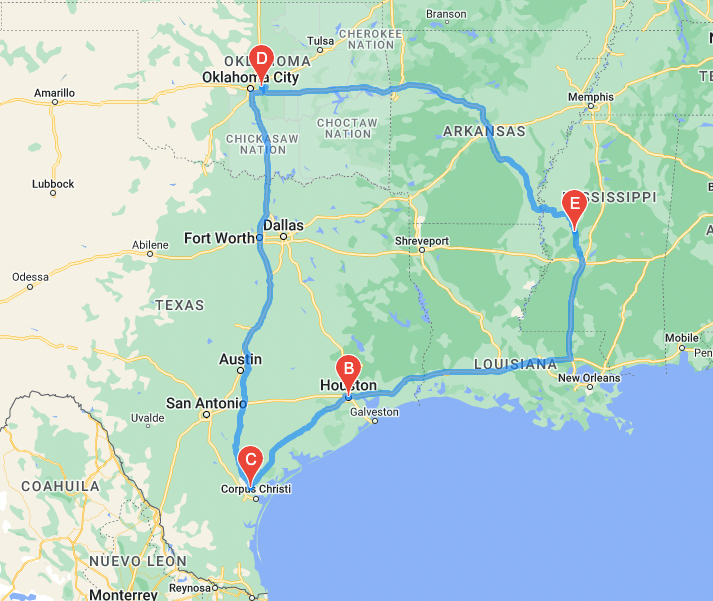 Branson
Tulsa
CHEROKEE
NATION
D
OKLAHOMA
Oklahoma City
Amarillo
Memphis
ARKANSAS
CHOCTAW
NATION
CHICKASAW
NATION
Lubbock
E
MISSISSIPPI
Dallas
Fort Worth
Shreveport
Abilene
Odessa
TEXAS
Mobile
Pen
Austin
B
LOUISIANA
Houston
New Orleans
San Antonio
Galveston
Uvalde
C
COAHUILA
Corpus Christi
NUEVO LEON
Reynosa
Monterrey